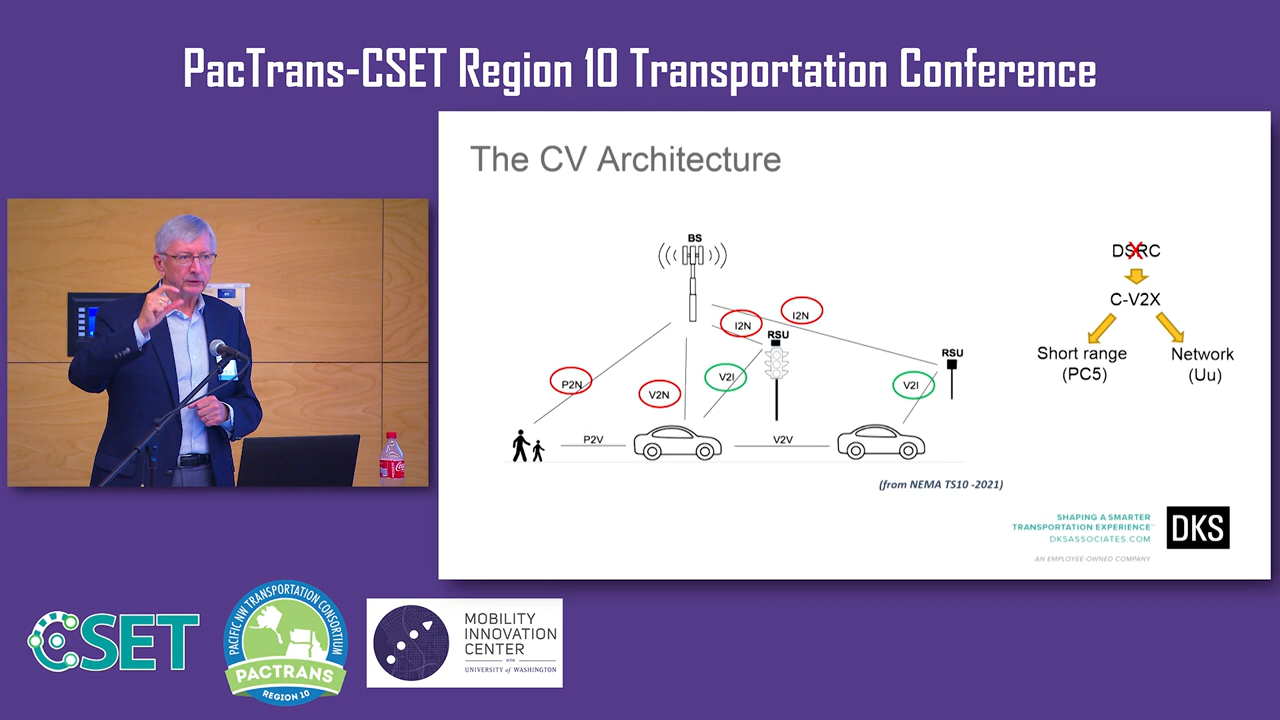 PacTrans-CSET Region 10 Transportation Conference
The CV Architecture
BS
I2N
I2N
RSU
RSU
P2N
V2N
V2I
V2I
P2V
V2V
(from NEMA TS10 -2021)
DSRC
C-V2X
Short range
(PC5)
Network
(Uu)
SHAPING A SMARTER
TRANSPORTATION EXPERIENCE™
DKSASSOCIATES.COM
AN EMPLOYEE-OWNED COMPANY
DKS
CSET
PACIFIC NW TRANSPORTATION CONSORTIUM
PACTRANS
REGION 10
MOBILITY
INNOVATION
CENTER
UNIVERSITY of WASHINGTON